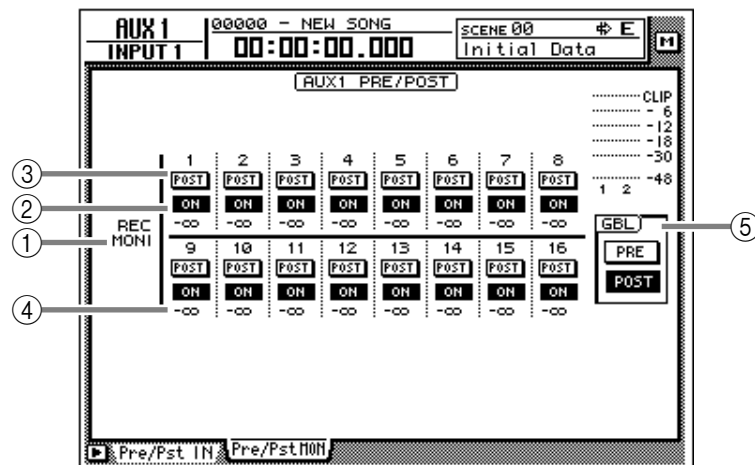 AUX 1
INPUT 1
00000 - NEW SONG
00:00:00.000
SCENE 00 E
Initial Data
M
AUX1 PRE/POST
CLIP
- 6
-12
-18
-30
-48
1 2
1 2 3 4 5 6 7 8
③ POST POST POST POST POST POST POST POST
② ON ON ON ON ON ON ON ON
-∞ -∞ -∞ -∞ -∞ -∞ -∞ -∞
① REC
MONI
9 10 11 12 13 14 15 16
POST POST POST POST POST POST POST POST
ON ON ON ON ON ON ON ON
④ -∞ -∞ -∞ -∞ -∞ -∞ -∞ -∞
GBL ⑤
PRE
POST
Pre/Pst IN Pre/PstMON